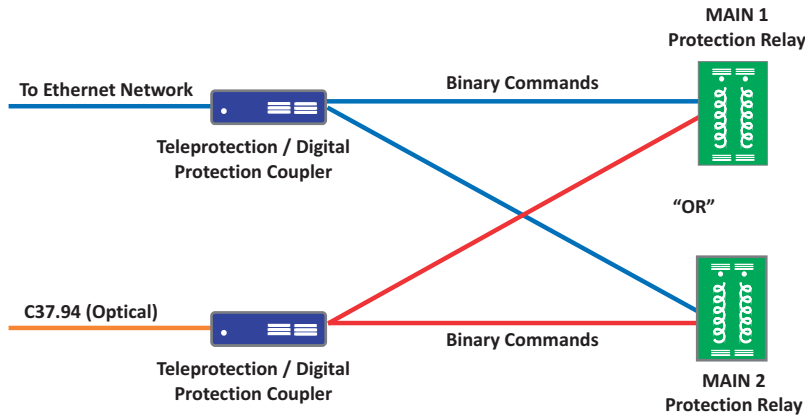 MAIN 1
Protection Relay
To Ethernet Network
Binary Commands
Teleprotection / Digital
Protection Coupler
“OR”
C37.94 (Optical)
Binary Commands
Teleprotection / Digital
Protection Coupler
MAIN 2
Protection Relay